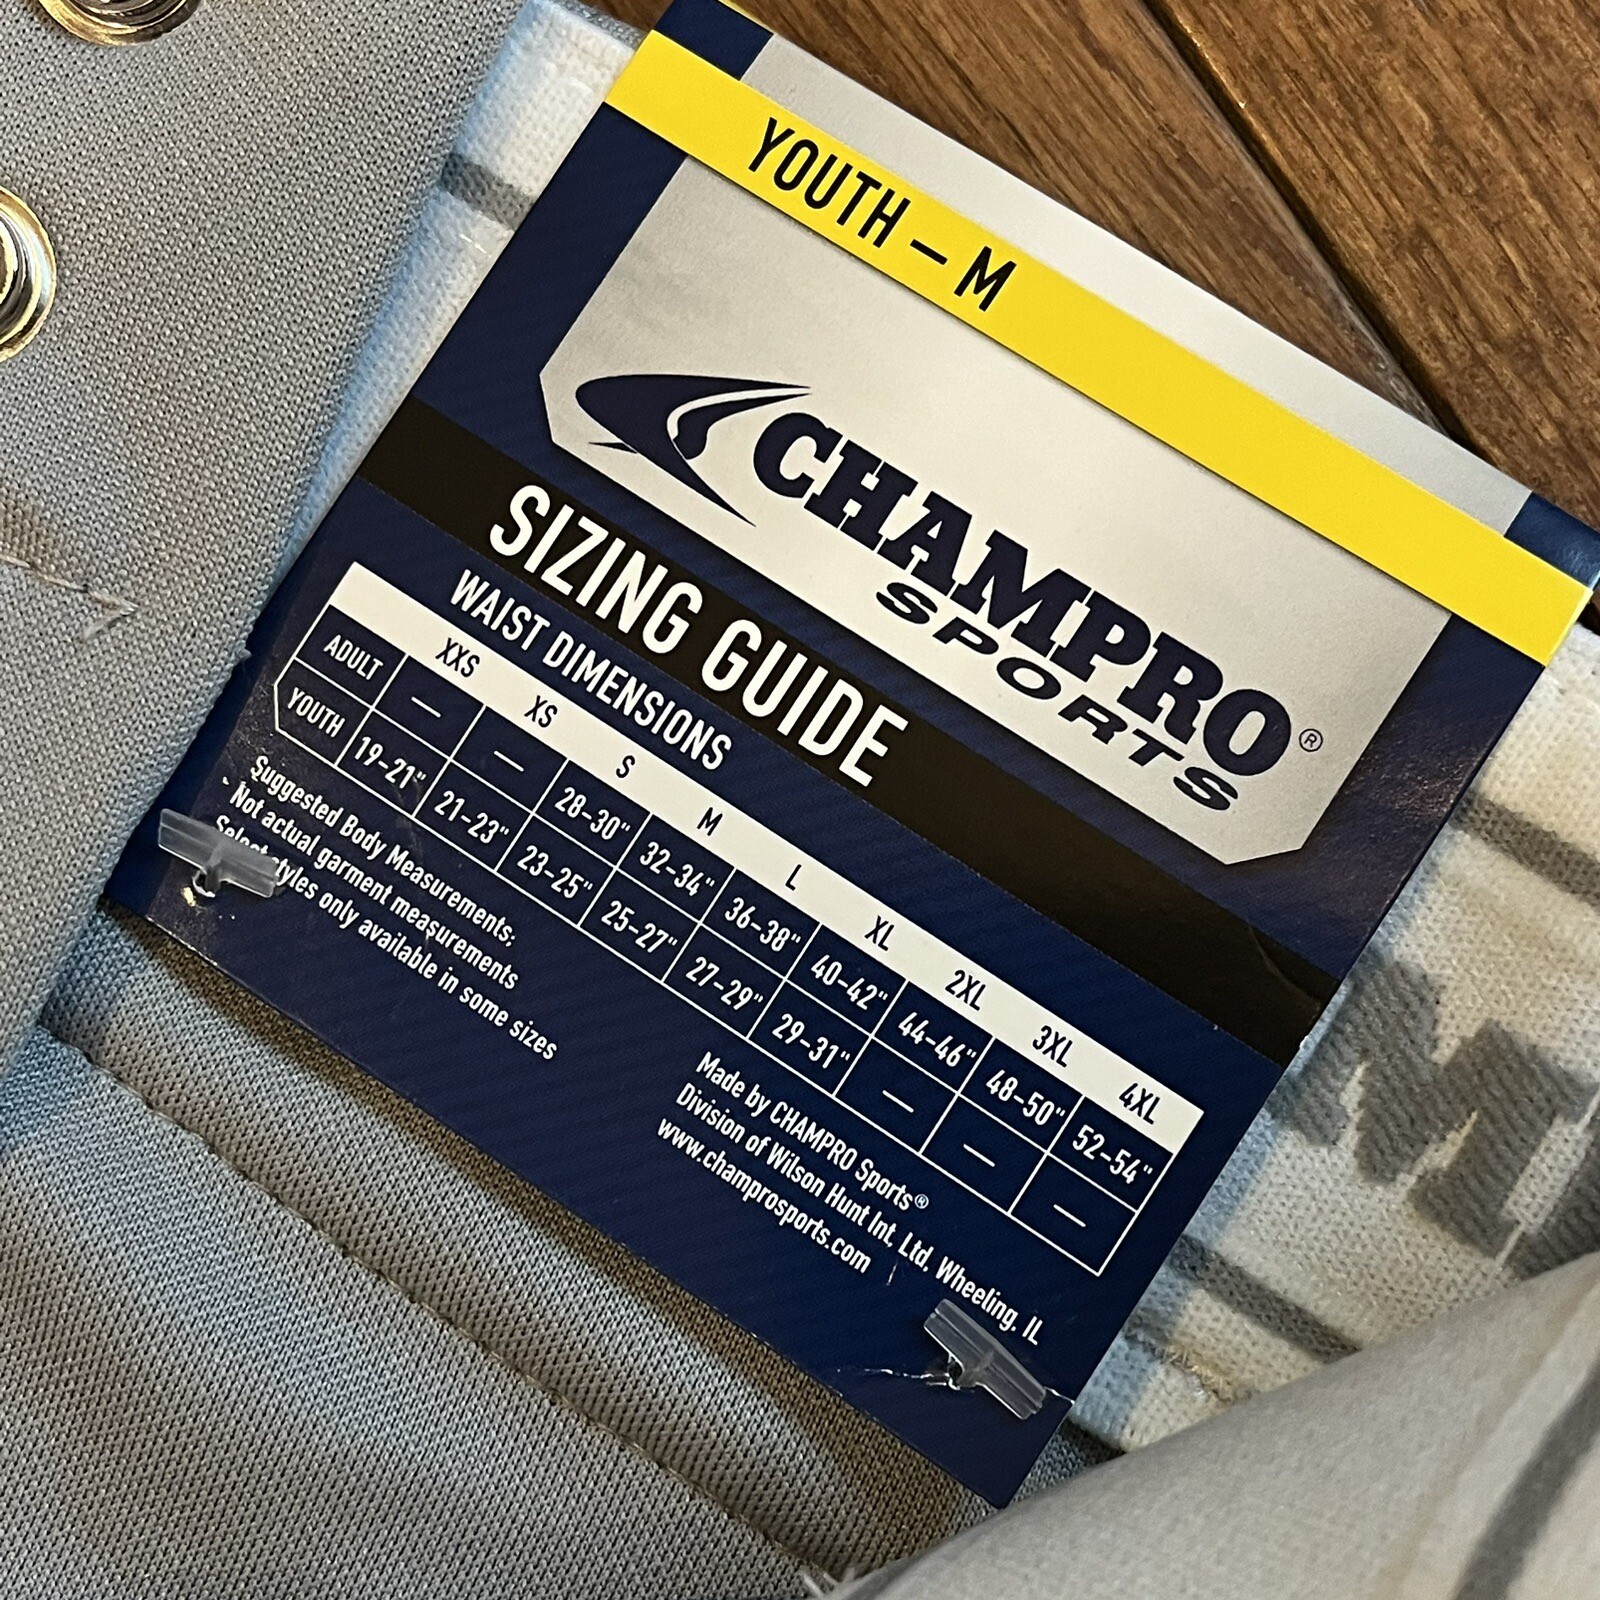 YOUTH – M
CHAMPRO®
SPORTS
SIZING GUIDE
WAIST DIMENSIONS
XXS XS S M L XL 2XL 3XL 4XL
ADULT – – 28-30" 32-34" 36-38" 40-42" 44-46" 48-50" 52-54"
YOUTH 19-21" 21-23" 23-25" 25-27" 27-29" 29-31" – – –
Suggested Body Measurements,
Not actual garment measurements
Select styles only available in some sizes
Made by CHAMPRO Sports®
Division of Wilson Hunt Int, Ltd, Wheeling, IL
www.champrosports.com